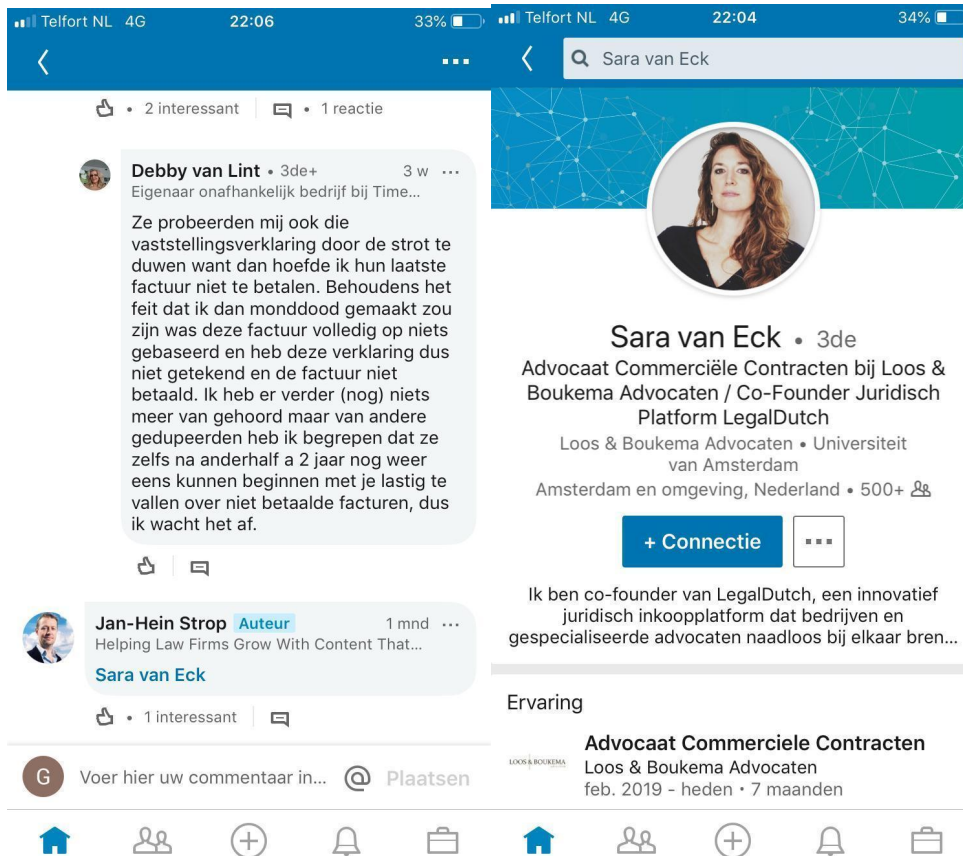 Telfort NL 4G 22:06 33%
2 interessant 1 reactie
Debby van Lint • 3de+ 3 w ...
Eigenaar onafhankelijk bedrijf bij Time...
Ze probeerden mij ook die
vaststellingsverklaring door de strot te
duwen want dan hoefde ik hun laatste
factuur niet te betalen. Behoudens het
feit dat ik dan monddood gemaakt zou
zijn was deze factuur volledig op niets
gebaseerd en heb deze verklaring dus
niet getekend en de factuur niet
betaald. Ik heb er verder (nog) niets
meer van gehoord maar van andere
gedupeerden heb ik begrepen dat ze
zelfs na anderhalf a 2 jaar nog weer
eens kunnen beginnen met je lastig te
vallen over niet betaalde facturen, dus
ik wacht het af.
Jan-Hein Strop Auteur 1 mnd ...
Helping Law Firms Grow With Content That...
Sara van Eck
1 interessant
G Voer hier uw commentaar in... @ Plaatsen
Telfort NL 4G 22:04 34%
Sara van Eck
Sara van Eck • 3de
Advocaat Commerciële Contracten bij Loos &
Boukema Advocaten / Co-Founder Juridisch
Platform LegalDutch
Loos & Boukema Advocaten • Universiteit
van Amsterdam
Amsterdam en omgeving, Nederland • 500+
+ Connectie
Ik ben co-founder van LegalDutch, een innovatief
juridisch inkoopplatform dat bedrijven en
gespecialiseerde advocaten naadloos bij elkaar bren...
Ervaring
LOOS & BOUKEMA
Advocaat Commerciele Contracten
Loos & Boukema Advocaten
feb. 2019 - heden • 7 maanden